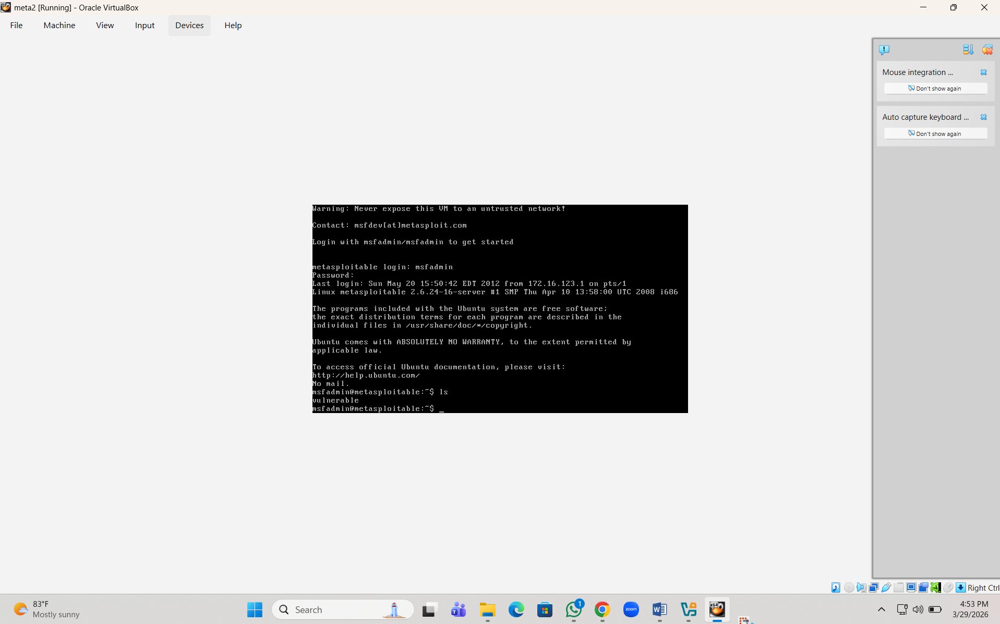 meta2 [Running] - Oracle VirtualBox
File Machine View Input Devices Help
Mouse integration ...
Don't show again
Auto capture keyboard ...
Don't show again
Warning: Never expose this VM to an untrusted network!
Contact: msfdev[at]metasploit.com
Login with msfadmin/msfadmin to get started
metasploitable login: msfadmin
Password:
Last login: Sun May 20 15:50:42 EDT 2012 from 172.16.123.1 on pts/1
Linux metasploitable 2.6.24-16-server #1 SMP Thu Apr 10 13:58:00 UTC 2008 i686
The programs included with the Ubuntu system are free software;
the exact distribution terms for each program are described in the
individual files in /usr/share/doc/*/copyright.
Ubuntu comes with ABSOLUTELY NO WARRANTY, to the extent permitted by
applicable law.
To access official Ubuntu documentation, please visit:
http://help.ubuntu.com/
No mail.
msfadmin@metasploitable:~$ ls
vulnerable
msfadmin@metasploitable:~$ _
Right Ctrl
83°F
Mostly sunny
Search
1
zoom
x64
4:53 PM
3/29/2026